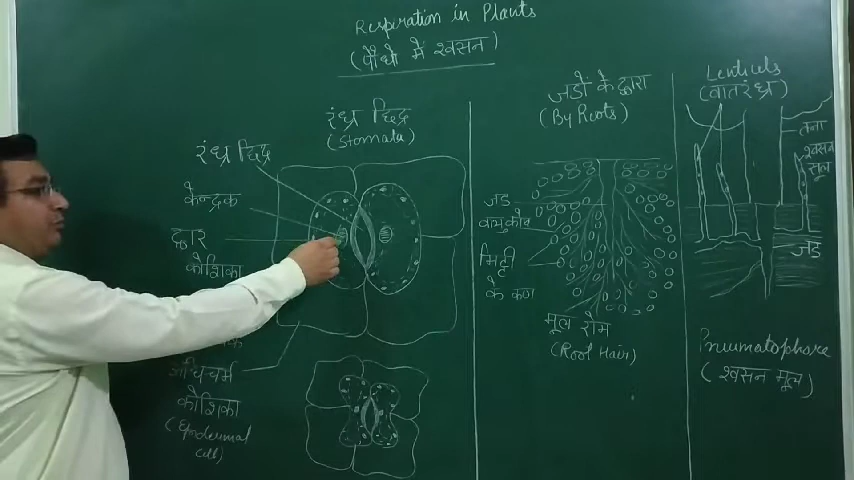 Respiration in Plants
(पौधो में श्वसन)
रंध्र छिद्र
(Stomata)
रंध्र छिद्र
केन्द्रक
द्वार
कोशिका
अधिचर्म
कोशिका
(Epidermal
cell)
जडों के द्वारा
(By Roots)
जड
वायुकोष
मिट्टी
के कण
मूल रोम
(Root Hair)
Lenticels
(वातरंध्र)
तना
श्वसन
मूल
जड
Pneumatophore
(श्वसन मूल)